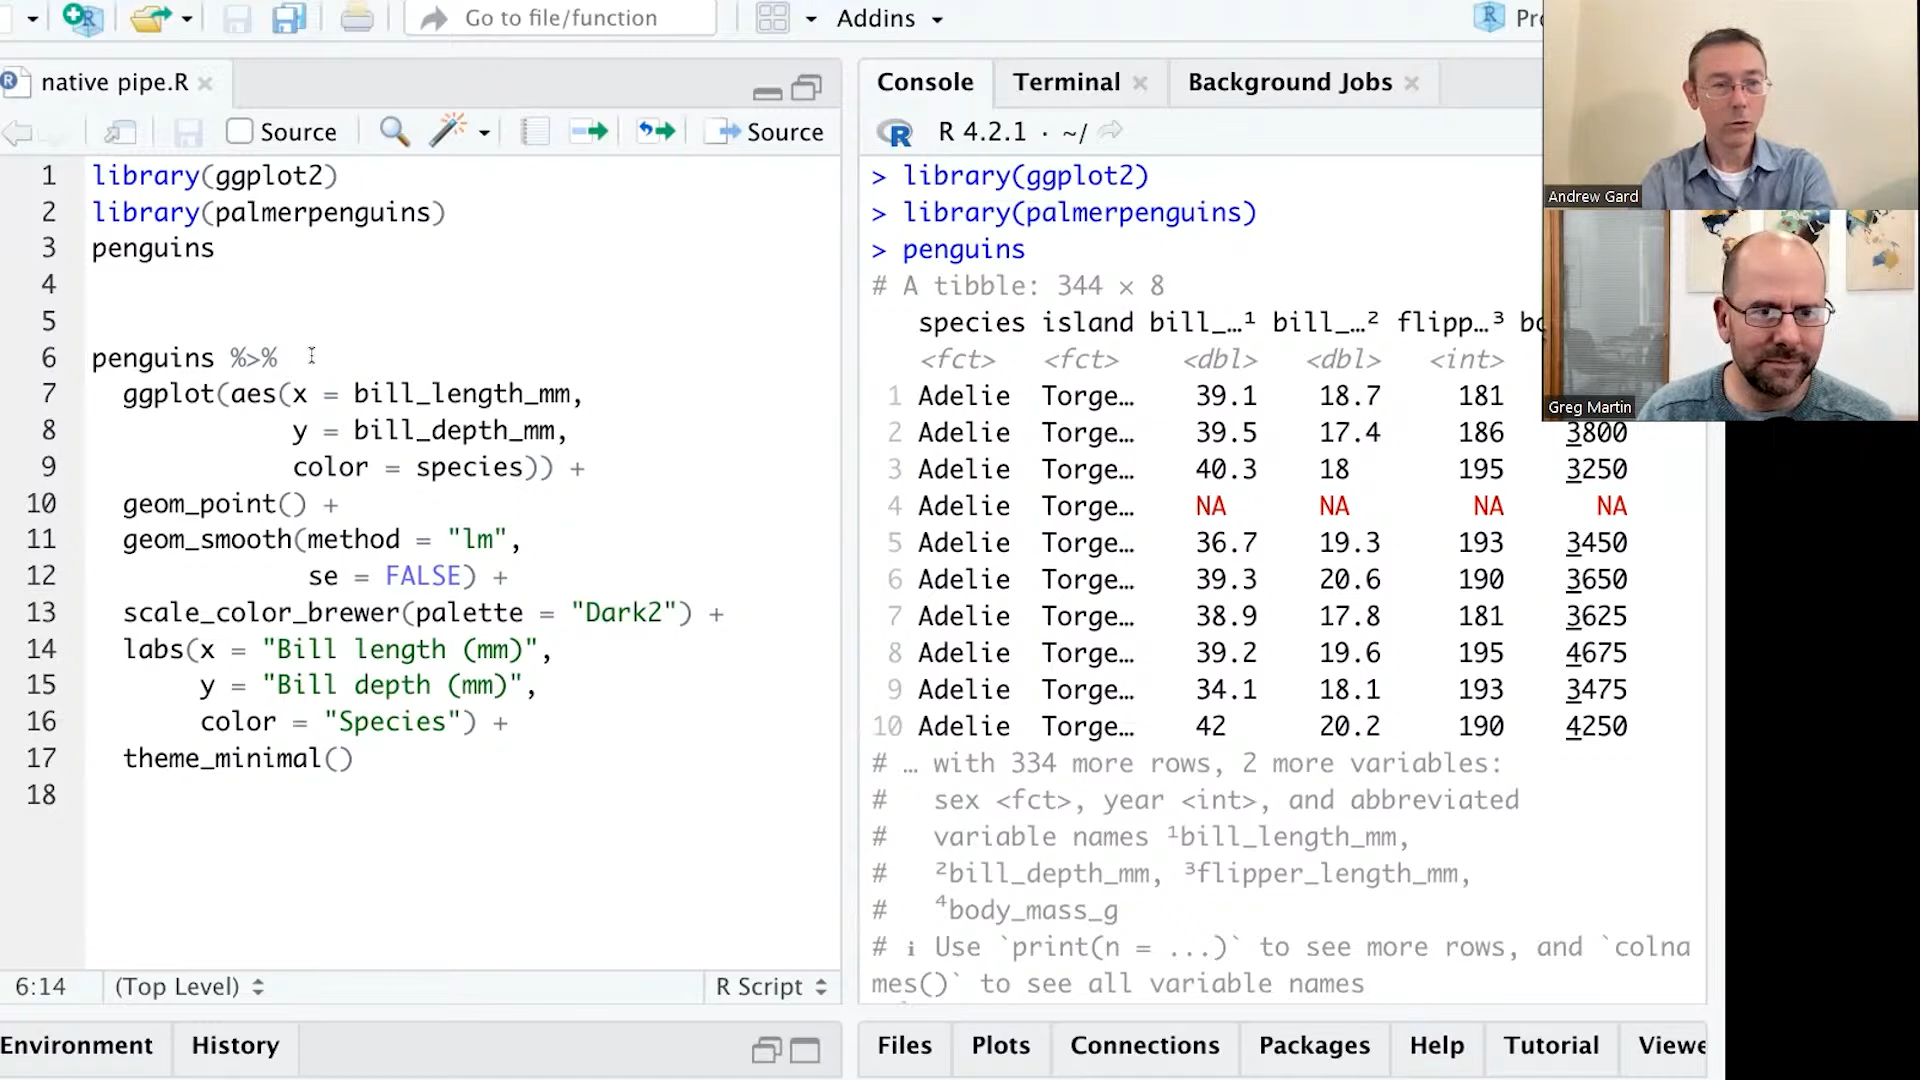 Go to file/function
Addins
native pipe.R
Source
Source
1 library(ggplot2)
2 library(palmerpenguins)
3 penguins
4
5
6 penguins %>%
7 ggplot(aes(x = bill_length_mm,
8 y = bill_depth_mm,
9 color = species)) +
10 geom_point() +
11 geom_smooth(method = "lm",
12 se = FALSE) +
13 scale_color_brewer(palette = "Dark2") +
14 labs(x = "Bill length (mm)",
15 y = "Bill depth (mm)",
16 color = "Species") +
17 theme_minimal()
18
6:14 (Top Level) R Script
Environment History
Console Terminal Background Jobs
R 4.2.1 · ~/
> library(ggplot2)
> library(palmerpenguins)
> penguins
# A tibble: 344 × 8
species island bill_…¹ bill_…² flipp…³
<fct> <fct> <dbl> <dbl> <int>
1 Adelie Torge… 39.1 18.7 181
2 Adelie Torge… 39.5 17.4 186 3800
3 Adelie Torge… 40.3 18 195 3250
4 Adelie Torge… NA NA NA NA
5 Adelie Torge… 36.7 19.3 193 3450
6 Adelie Torge… 39.3 20.6 190 3650
7 Adelie Torge… 38.9 17.8 181 3625
8 Adelie Torge… 39.2 19.6 195 4675
9 Adelie Torge… 34.1 18.1 193 3475
10 Adelie Torge… 42 20.2 190 4250
# … with 334 more rows, 2 more variables:
# sex <fct>, year <int>, and abbreviated
# variable names ¹bill_length_mm,
# ²bill_depth_mm, ³flipper_length_mm,
# ⁴body_mass_g
# ℹ Use `print(n = ...)` to see more rows, and `colna
mes()` to see all variable names
Files Plots Connections Packages Help Tutorial
Andrew Gard
Greg Martin